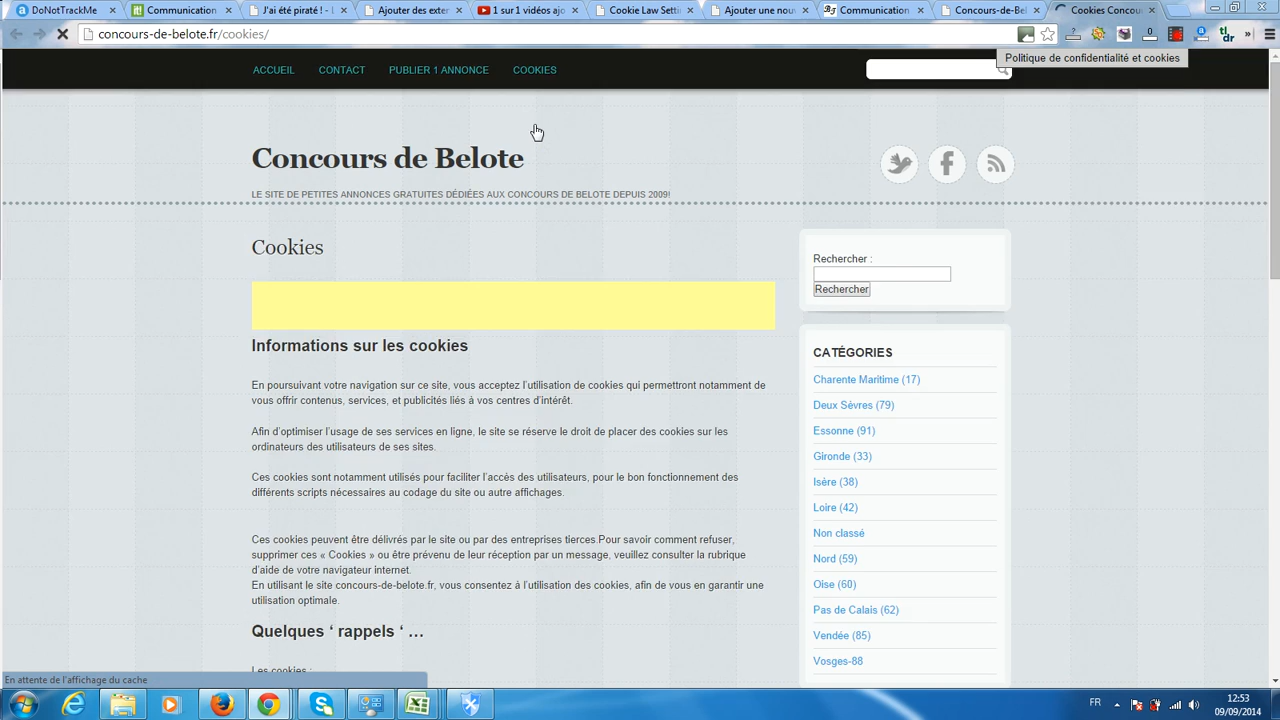 DoNotTrackMe
Communication
J'ai été piraté ! - L
Ajouter des exter
1 sur 1 vidéos ajo
Cookie Law Setti
Ajouter une nouv
Communication
Concours-de-Bel
Cookies Concou
concours-de-belote.fr/cookies/
Politique de confidentialité et cookies
ACCUEIL CONTACT PUBLIER 1 ANNONCE COOKIES
Concours de Belote
LE SITE DE PETITES ANNONCES GRATUITES DÉDIÉES AUX CONCOURS DE BELOTE DEPUIS 2009!
Cookies
Informations sur les cookies
En poursuivant votre navigation sur ce site, vous acceptez l'utilisation de cookies qui permettront notamment de
vous offrir contenus, services, et publicités liés à vos centres d'intérêt.
Afin d'optimiser l'usage de ses services en ligne, le site se réserve le droit de placer des cookies sur les
ordinateurs des utilisateurs de ses sites.
Ces cookies sont notamment utilisés pour faciliter l'accès des utilisateurs, pour le bon fonctionnement des
différents scripts nécessaires au codage du site ou autre affichages.
Ces cookies peuvent être délivrés par le site ou par des entreprises tierces.Pour savoir comment refuser,
supprimer ces « Cookies » ou être prévenu de leur réception par un message, veuillez consulter la rubrique
d'aide de votre navigateur internet.
En utilisant le site concours-de-belote.fr, vous consentez à l'utilisation des cookies, afin de vous en garantir une
utilisation optimale.
Quelques ' rappels ' …
Les cookies :
Rechercher :
Rechercher
CATÉGORIES
Charente Maritime (17)
Deux Sèvres (79)
Essonne (91)
Gironde (33)
Isére (38)
Loire (42)
Non classé
Nord (59)
Oise (60)
Pas de Calais (62)
Vendée (85)
Vosges-88
En attente de l'affichage du cache
FR
12:53
09/09/2014